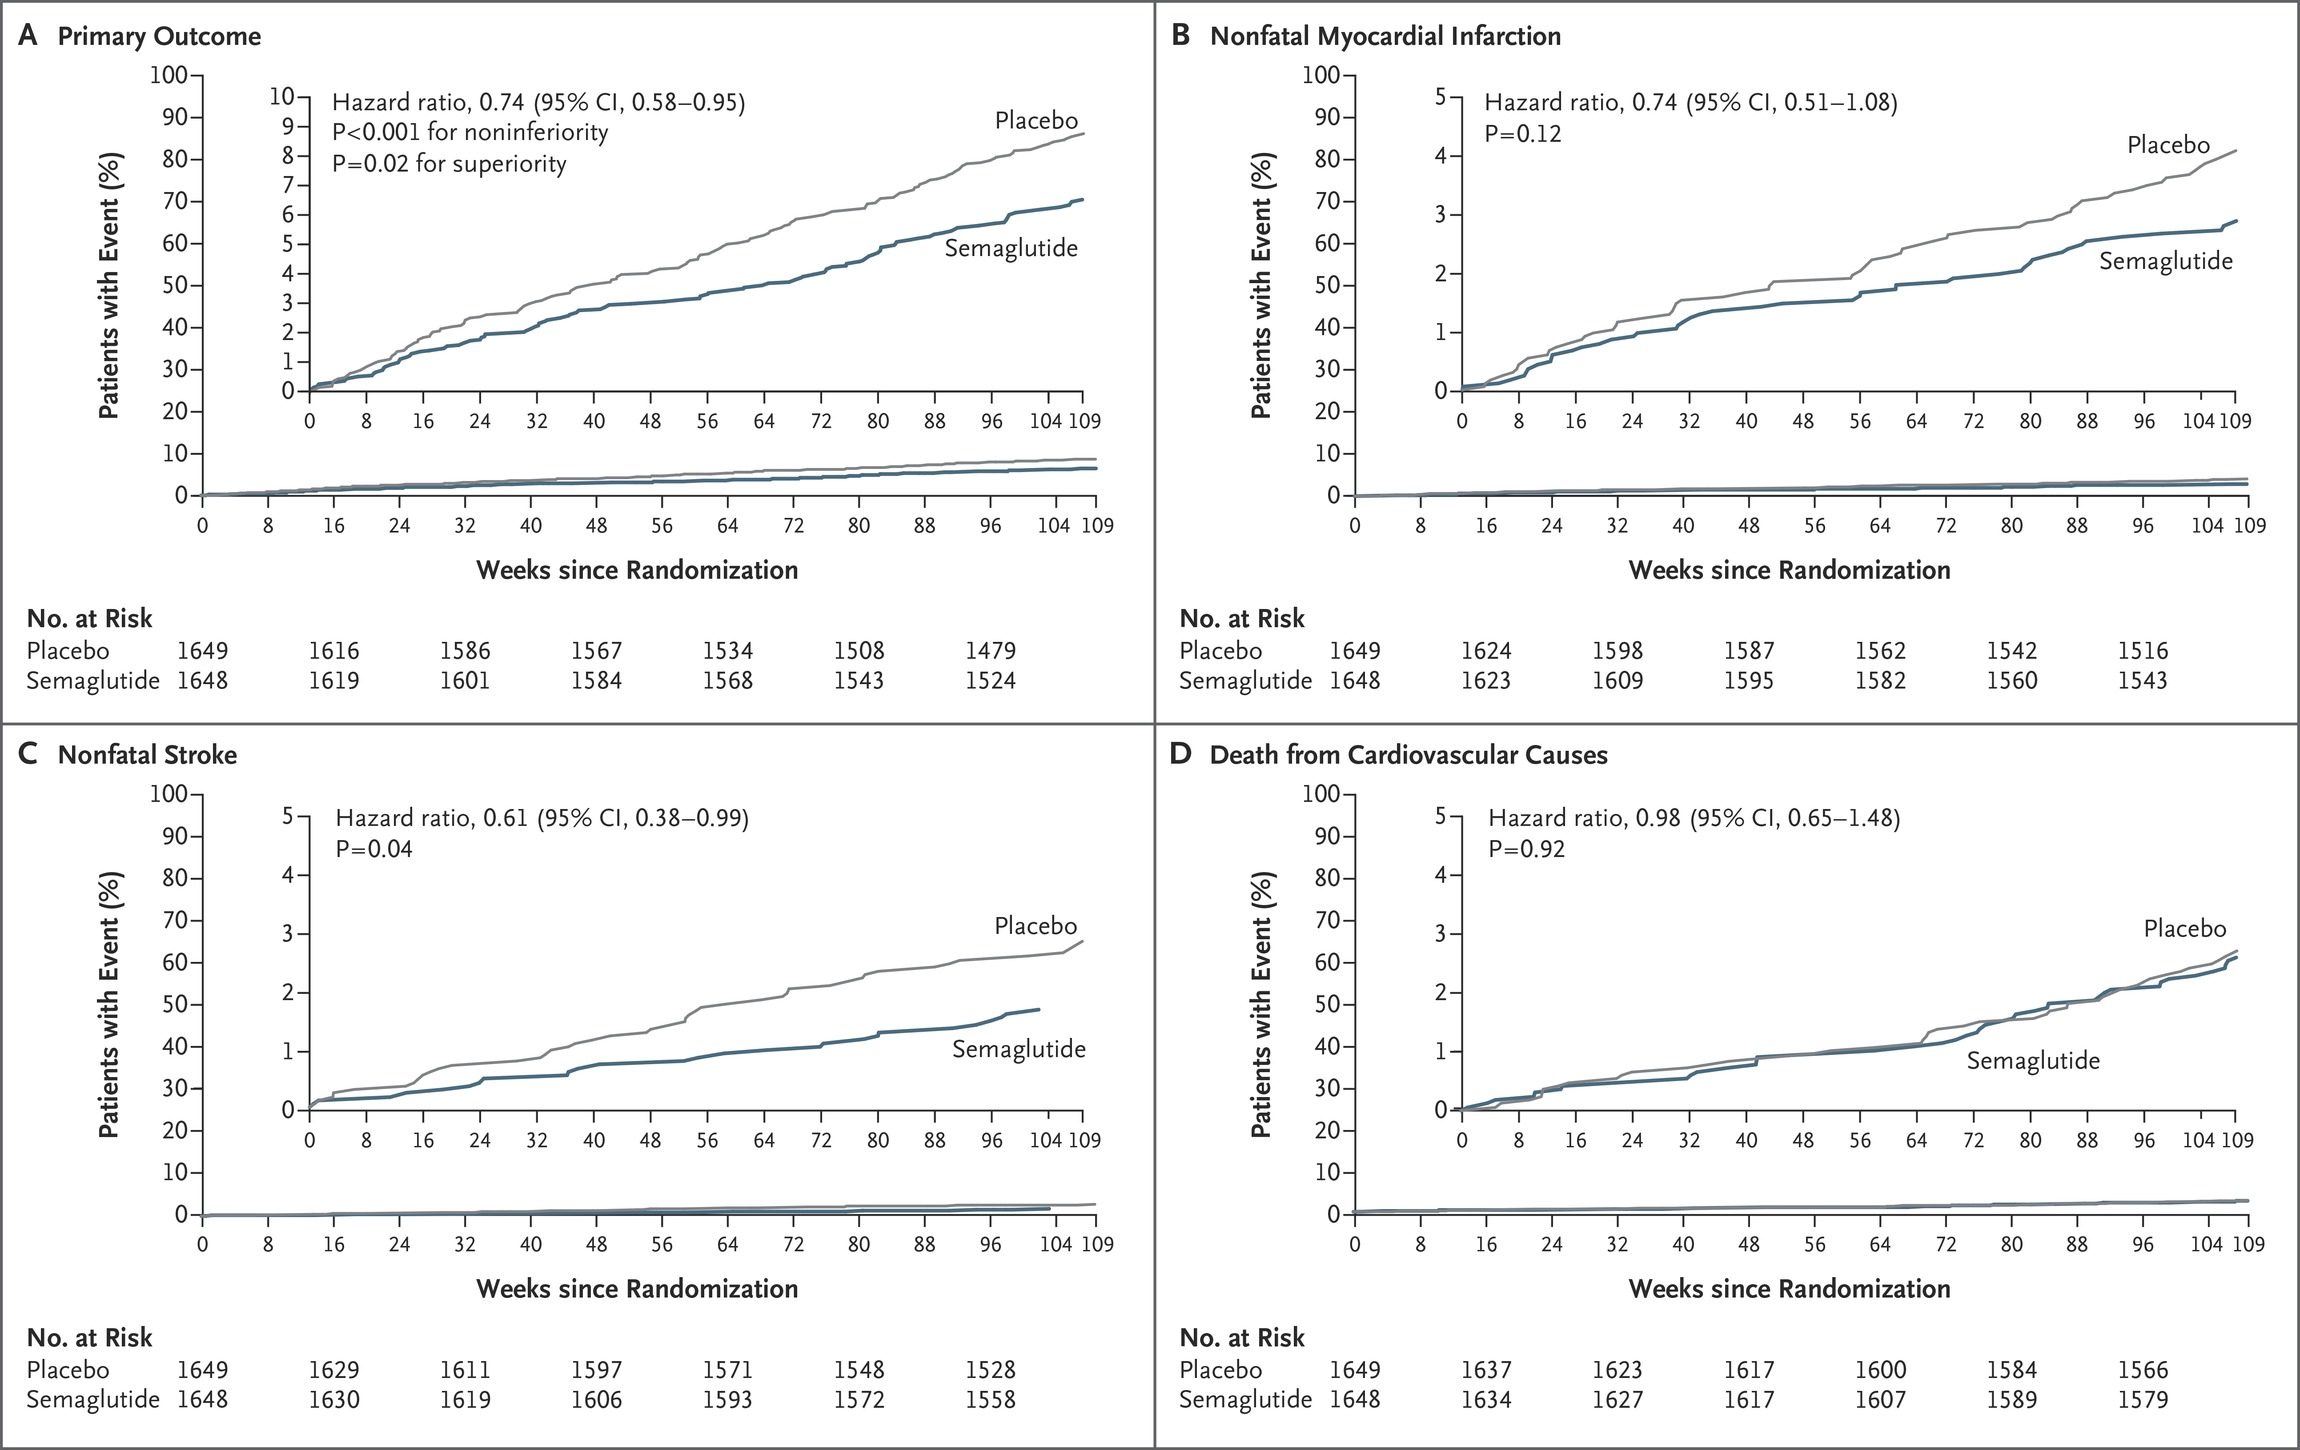 A Primary Outcome
Patients with Event (%)
100
90
80
70
60
50
40
30
20
10
0
10
9
8
7
6
5
4
3
2
1
0
Hazard ratio, 0.74 (95% CI, 0.58–0.95)
P<0.001 for noninferiority
P=0.02 for superiority
Placebo
Semaglutide
0 8 16 24 32 40 48 56 64 72 80 88 96 104 109
0 8 16 24 32 40 48 56 64 72 80 88 96 104 109
Weeks since Randomization
No. at Risk
Placebo 1649 1616 1586 1567 1534 1508 1479
Semaglutide 1648 1619 1601 1584 1568 1543 1524
B Nonfatal Myocardial Infarction
Patients with Event (%)
100
90
80
70
60
50
40
30
20
10
0
5
4
3
2
1
0
Hazard ratio, 0.74 (95% CI, 0.51–1.08)
P=0.12
Placebo
Semaglutide
0 8 16 24 32 40 48 56 64 72 80 88 96 104 109
0 8 16 24 32 40 48 56 64 72 80 88 96 104 109
Weeks since Randomization
No. at Risk
Placebo 1649 1624 1598 1587 1562 1542 1516
Semaglutide 1648 1623 1609 1595 1582 1560 1543
C Nonfatal Stroke
Patients with Event (%)
100
90
80
70
60
50
40
30
20
10
0
5
4
3
2
1
0
Hazard ratio, 0.61 (95% CI, 0.38–0.99)
P=0.04
Placebo
Semaglutide
0 8 16 24 32 40 48 56 64 72 80 88 96 104 109
0 8 16 24 32 40 48 56 64 72 80 88 96 104 109
Weeks since Randomization
No. at Risk
Placebo 1649 1629 1611 1597 1571 1548 1528
Semaglutide 1648 1630 1619 1606 1593 1572 1558
D Death from Cardiovascular Causes
Patients with Event (%)
100
90
80
70
60
50
40
30
20
10
0
5
4
3
2
1
0
Hazard ratio, 0.98 (95% CI, 0.65–1.48)
P=0.92
Placebo
Semaglutide
0 8 16 24 32 40 48 56 64 72 80 88 96 104 109
0 8 16 24 32 40 48 56 64 72 80 88 96 104 109
Weeks since Randomization
No. at Risk
Placebo 1649 1637 1623 1617 1600 1584 1566
Semaglutide 1648 1634 1627 1617 1607 1589 1579